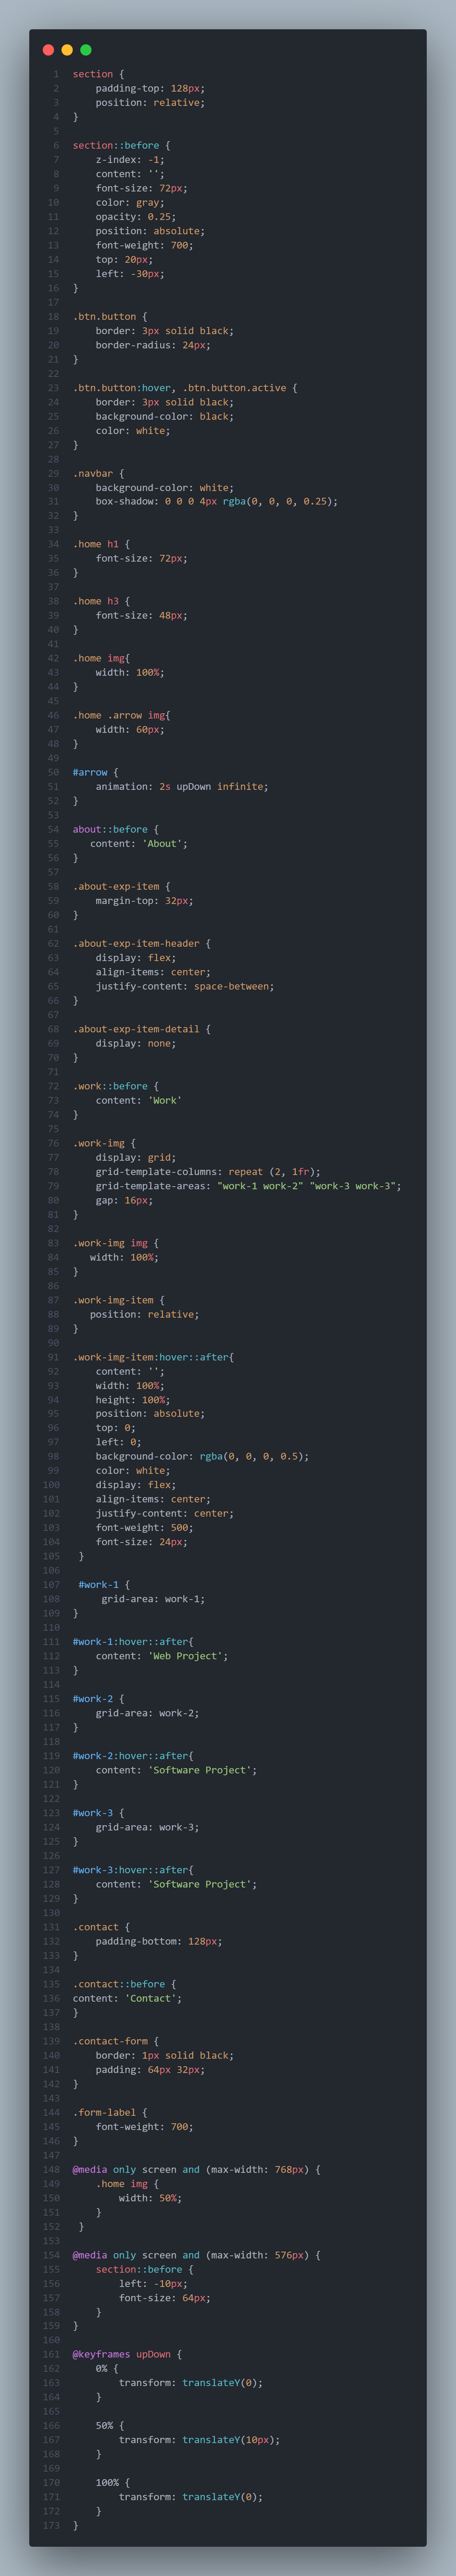 1 section {
2     padding-top: 128px;
3     position: relative;
4 }
5
6 section::before {
7     z-index: -1;
8     content: '';
9     font-size: 72px;
10     color: gray;
11     opacity: 0.25;
12     position: absolute;
13     font-weight: 700;
14     top: 20px;
15     left: -30px;
16 }
17
18 .btn.button {
19     border: 3px solid black;
20     border-radius: 24px;
21 }
22
23 .btn.button:hover, .btn.button.active {
24     border: 3px solid black;
25     background-color: black;
26     color: white;
27 }
28
29 .navbar {
30     background-color: white;
31     box-shadow: 0 0 0 4px rgba(0, 0, 0, 0.25);
32 }
33
34 .home h1 {
35     font-size: 72px;
36 }
37
38 .home h3 {
39     font-size: 48px;
40 }
41
42 .home img{
43     width: 100%;
44 }
45
46 .home .arrow img{
47     width: 60px;
48 }
49
50 #arrow {
51     animation: 2s upDown infinite;
52 }
53
54 about::before {
55    content: 'About';
56 }
57
58 .about-exp-item {
59     margin-top: 32px;
60 }
61
62 .about-exp-item-header {
63     display: flex;
64     align-items: center;
65     justify-content: space-between;
66 }
67
68 .about-exp-item-detail {
69     display: none;
70 }
71
72 .work::before {
73     content: 'Work'
74 }
75
76 .work-img {
77     display: grid;
78     grid-template-columns: repeat (2, 1fr);
79     grid-template-areas: "work-1 work-2" "work-3 work-3";
80     gap: 16px;
81 }
82
83 .work-img img {
84    width: 100%;
85 }
86
87 .work-img-item {
88    position: relative;
89 }
90
91 .work-img-item:hover::after{
92     content: '';
93     width: 100%;
94     height: 100%;
95     position: absolute;
96     top: 0;
97     left: 0;
98     background-color: rgba(0, 0, 0, 0.5);
99     color: white;
100     display: flex;
101     align-items: center;
102     justify-content: center;
103     font-weight: 500;
104     font-size: 24px;
105  }
106
107  #work-1 {
108      grid-area: work-1;
109 }
110
111 #work-1:hover::after{
112     content: 'Web Project';
113 }
114
115 #work-2 {
116     grid-area: work-2;
117 }
118
119 #work-2:hover::after{
120     content: 'Software Project';
121 }
122
123 #work-3 {
124     grid-area: work-3;
125 }
126
127 #work-3:hover::after{
128     content: 'Software Project';
129 }
130
131 .contact {
132     padding-bottom: 128px;
133 }
134
135 .contact::before {
136 content: 'Contact';
137 }
138
139 .contact-form {
140     border: 1px solid black;
141     padding: 64px 32px;
142 }
143
144 .form-label {
145     font-weight: 700;
146 }
147
148 @media only screen and (max-width: 768px) {
149     .home img {
150         width: 50%;
151     }
152  }
153
154 @media only screen and (max-width: 576px) {
155     section::before {
156         left: -10px;
157         font-size: 64px;
158     }
159 }
160
161 @keyframes upDown {
162     0% {
163         transform: translateY(0);
164     }
165
166     50% {
167         transform: translateY(10px);
168     }
169
170     100% {
171         transform: translateY(0);
172     }
173 }